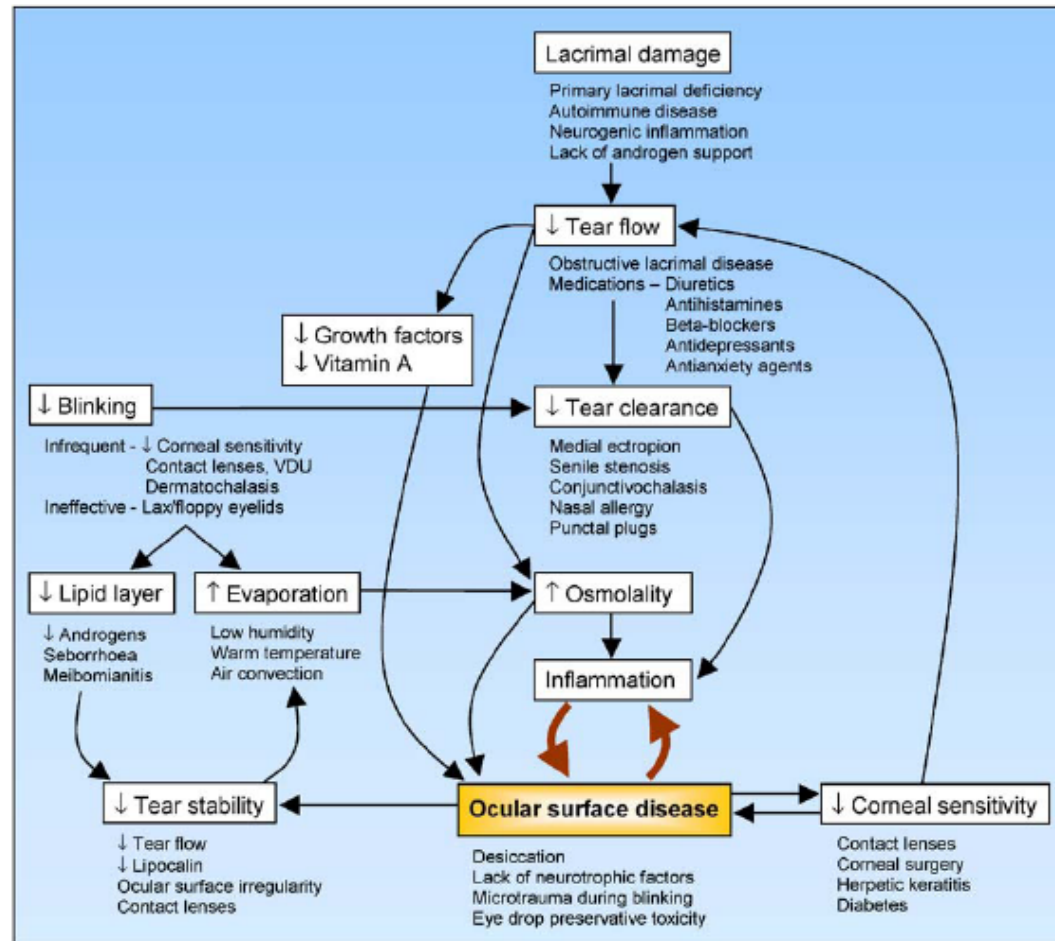 Lacrimal damage
Primary lacrimal deficiency
Autoimmune disease
Neurogenic inflammation
Lack of androgen support
↓ Tear flow
Obstructive lacrimal disease
Medications – Diuretics
Antihistamines
Beta-blockers
Antidepressants
Antianxiety agents
↓ Growth factors
↓ Vitamin A
↓ Blinking
Infrequent - ↓ Corneal sensitivity
Contact lenses, VDU
Dermatochalasis
Ineffective - Lax/floppy eyelids
↓ Tear clearance
Medial ectropion
Senile stenosis
Conjunctivochalasis
Nasal allergy
Punctal plugs
↓ Lipid layer
↓ Androgens
Seborrhoea
Meibomianitis
↑ Evaporation
Low humidity
Warm temperature
Air convection
↑ Osmolality
Inflammation
↓ Tear stability
↓ Tear flow
↓ Lipocalin
Ocular surface irregularity
Contact lenses
Ocular surface disease
Desiccation
Lack of neurotrophic factors
Microtrauma during blinking
Eye drop preservative toxicity
↓ Corneal sensitivity
Contact lenses
Corneal surgery
Herpetic keratitis
Diabetes